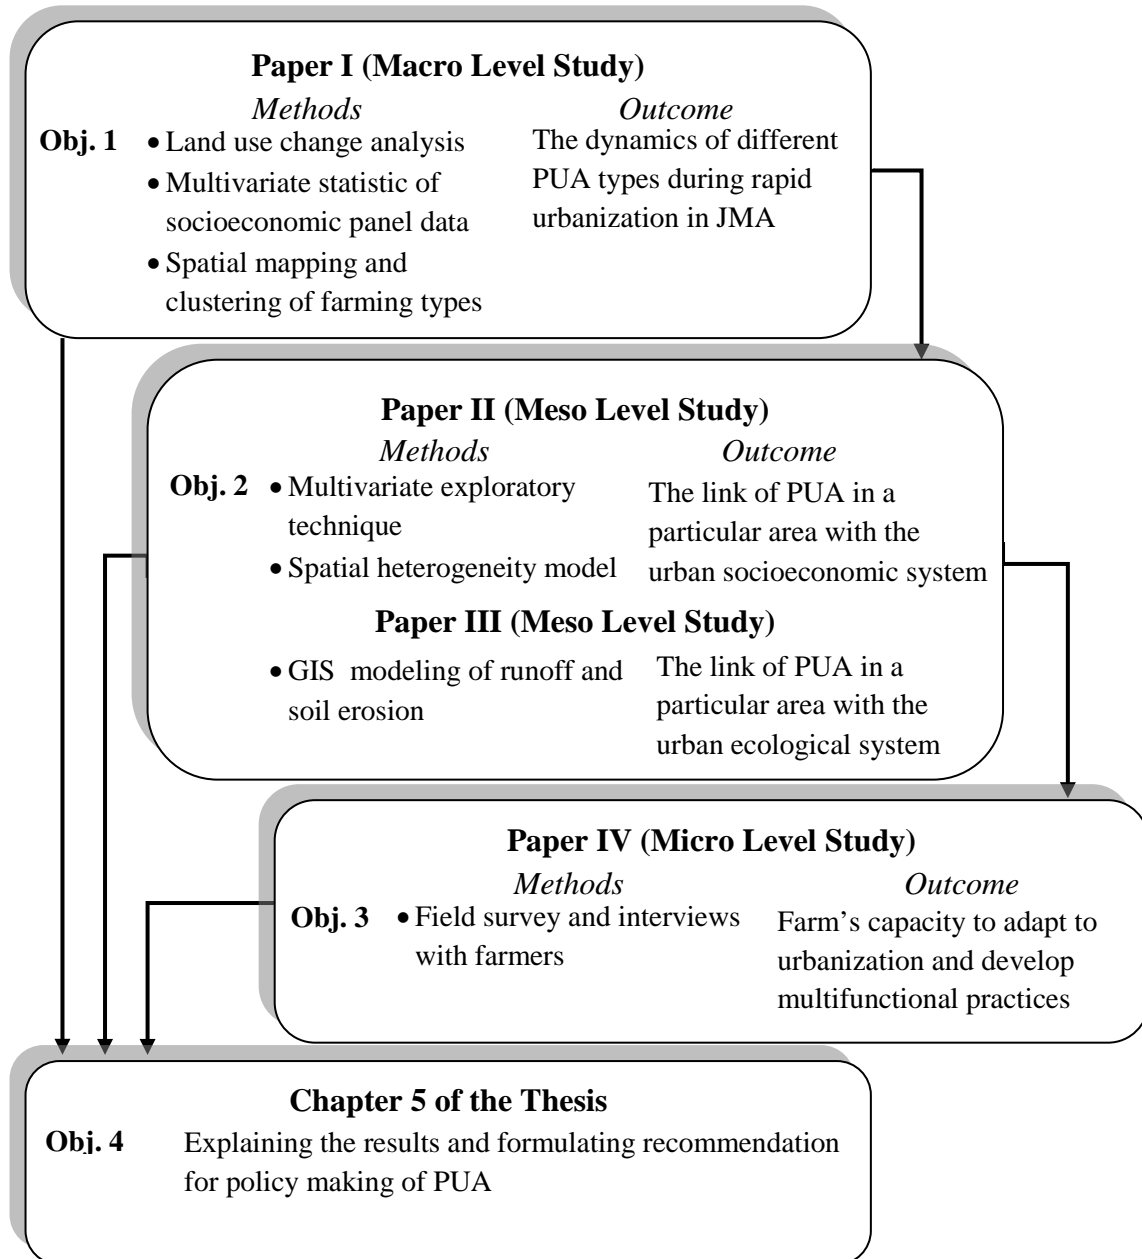 Paper I (Macro Level Study)
Methods
Outcome
Obj. 1
• Land use change analysis
• Multivariate statistic of
socioeconomic panel data
• Spatial mapping and
clustering of farming types
The dynamics of different
PUA types during rapid
urbanization in JMA
Paper II (Meso Level Study)
Methods
Outcome
Obj. 2
• Multivariate exploratory
technique
• Spatial heterogeneity model
The link of PUA in a
particular area with the
urban socioeconomic system
Paper III (Meso Level Study)
• GIS modeling of runoff and
soil erosion
The link of PUA in a
particular area with the
urban ecological system
Paper IV (Micro Level Study)
Methods
Outcome
Obj. 3
• Field survey and interviews
with farmers
Farm's capacity to adapt to
urbanization and develop
multifunctional practices
Chapter 5 of the Thesis
Obj. 4
Explaining the results and formulating recommendation
for policy making of PUA